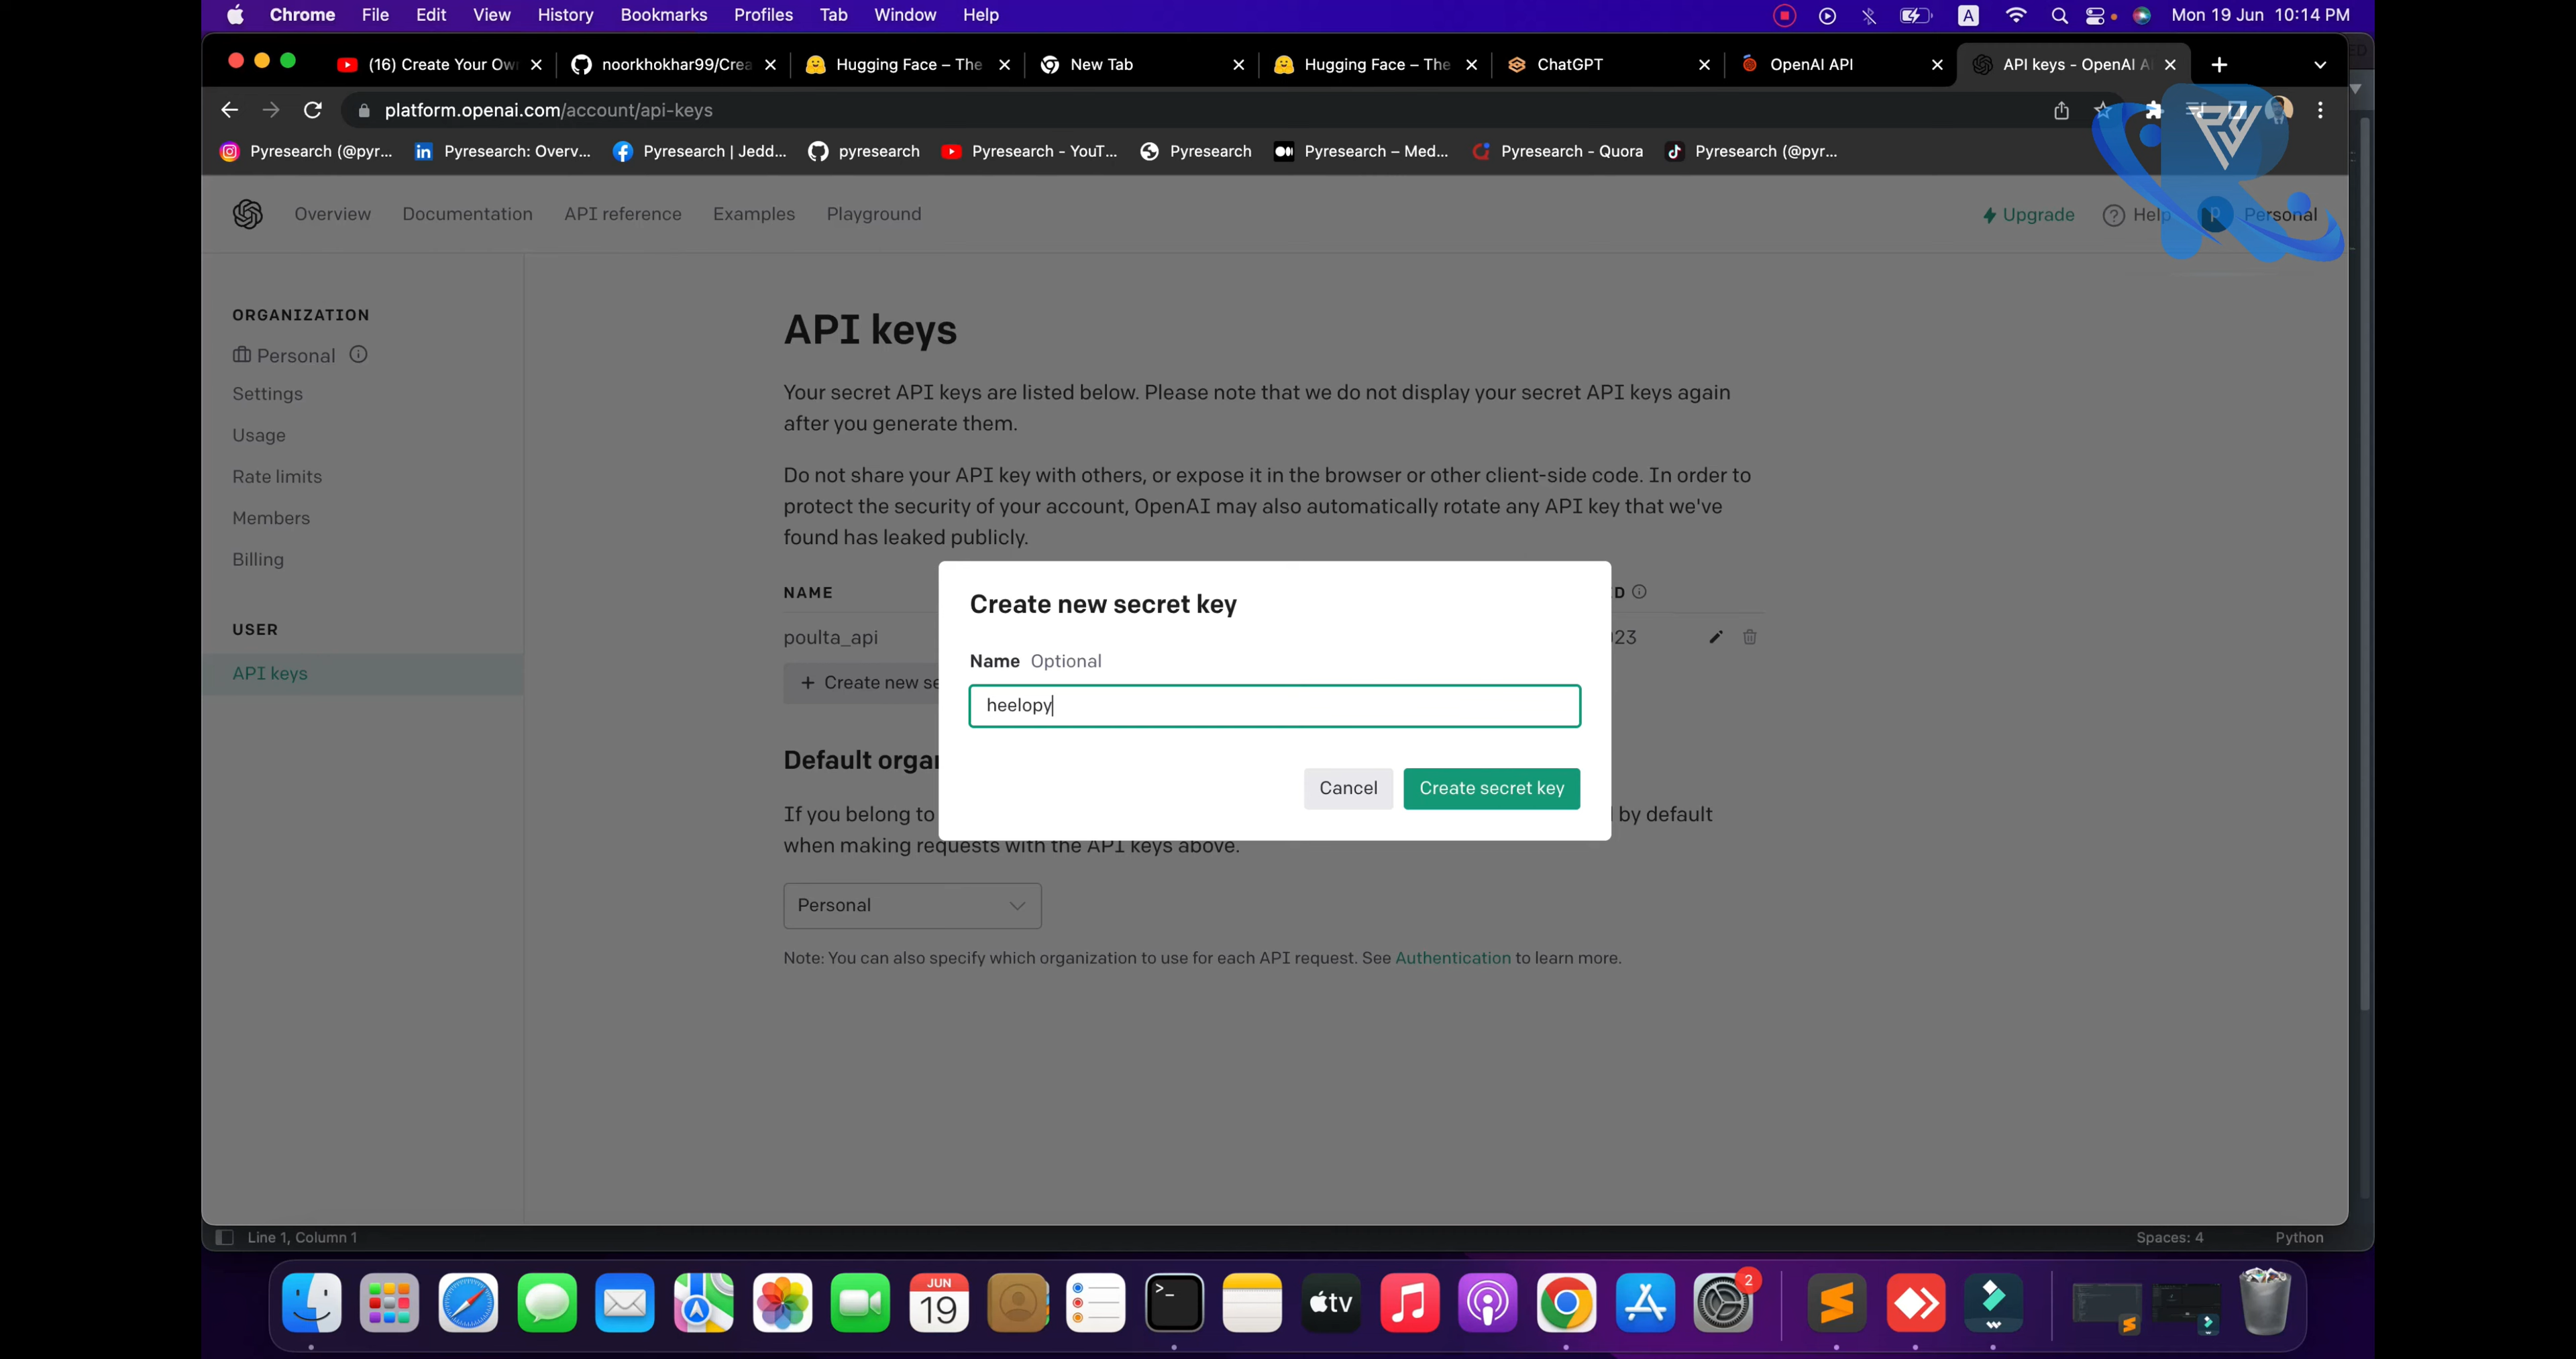 Chrome File Edit View History Bookmarks Profiles Tab Window Help
A
Mon 19 Jun 10:14 PM
(16) Create Your Ow
noorkhokhar99/Crea
Hugging Face – The
New Tab
Hugging Face – The
ChatGPT
OpenAI API
API keys - OpenAI A
platform.openai.com/account/api-keys
Pyresearch (@pyr...
Pyresearch: Overv...
Pyresearch | Jedd...
pyresearch
Pyresearch - YouT...
Pyresearch
Pyresearch – Med...
Pyresearch - Quora
Pyresearch (@pyr...
Overview Documentation API reference Examples Playground
Upgrade Help Personal
ORGANIZATION
Personal
Settings
Usage
Rate limits
Members
Billing
USER
API keys
API keys
Your secret API keys are listed below. Please note that we do not display your secret API keys again
after you generate them.
Do not share your API key with others, or expose it in the browser or other client-side code. In order to
protect the security of your account, OpenAI may also automatically rotate any API key that we've
found has leaked publicly.
NAME
D
poulta_api
23
+ Create new se
Create new secret key
Name Optional
heelopy
Cancel Create secret key
Default orga
If you belong to
by default
when making requests with the API keys above.
Personal
Note: You can also specify which organization to use for each API request. See Authentication to learn more.
Line 1, Column 1
Spaces: 4 Python
JUN
19
tv
2